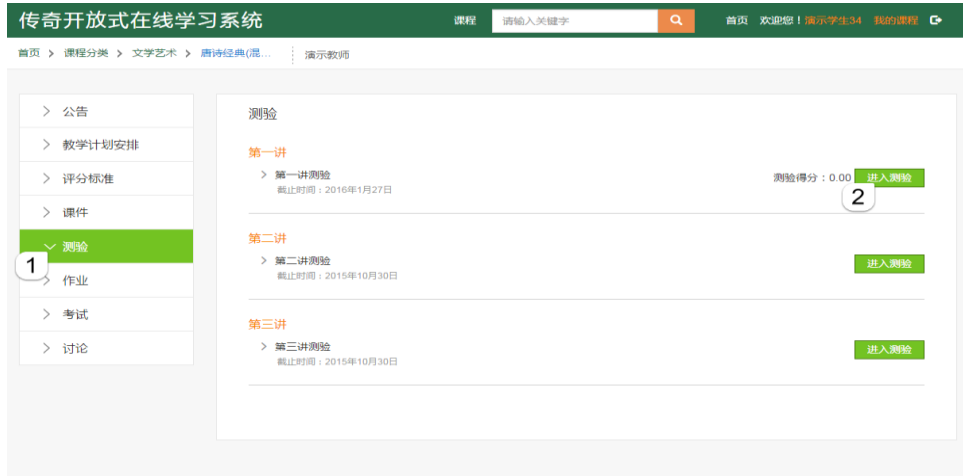 传奇开放式在线学习系统 课程 请输入关键字 首页 欢迎您！演示学生34 我的课程
首页 > 课程分类 > 文学艺术 > 唐诗经典(混... 演示教师
公告
教学计划安排
评分标准
课件
测验
1
作业
考试
讨论
测验
第一讲
第一讲测验
截止时间：2016年1月27日
测验得分：0.00 进入测验
2
第二讲
第二讲测验
截止时间：2015年10月30日
进入测验
第三讲
第三讲测验
截止时间：2015年10月30日
进入测验